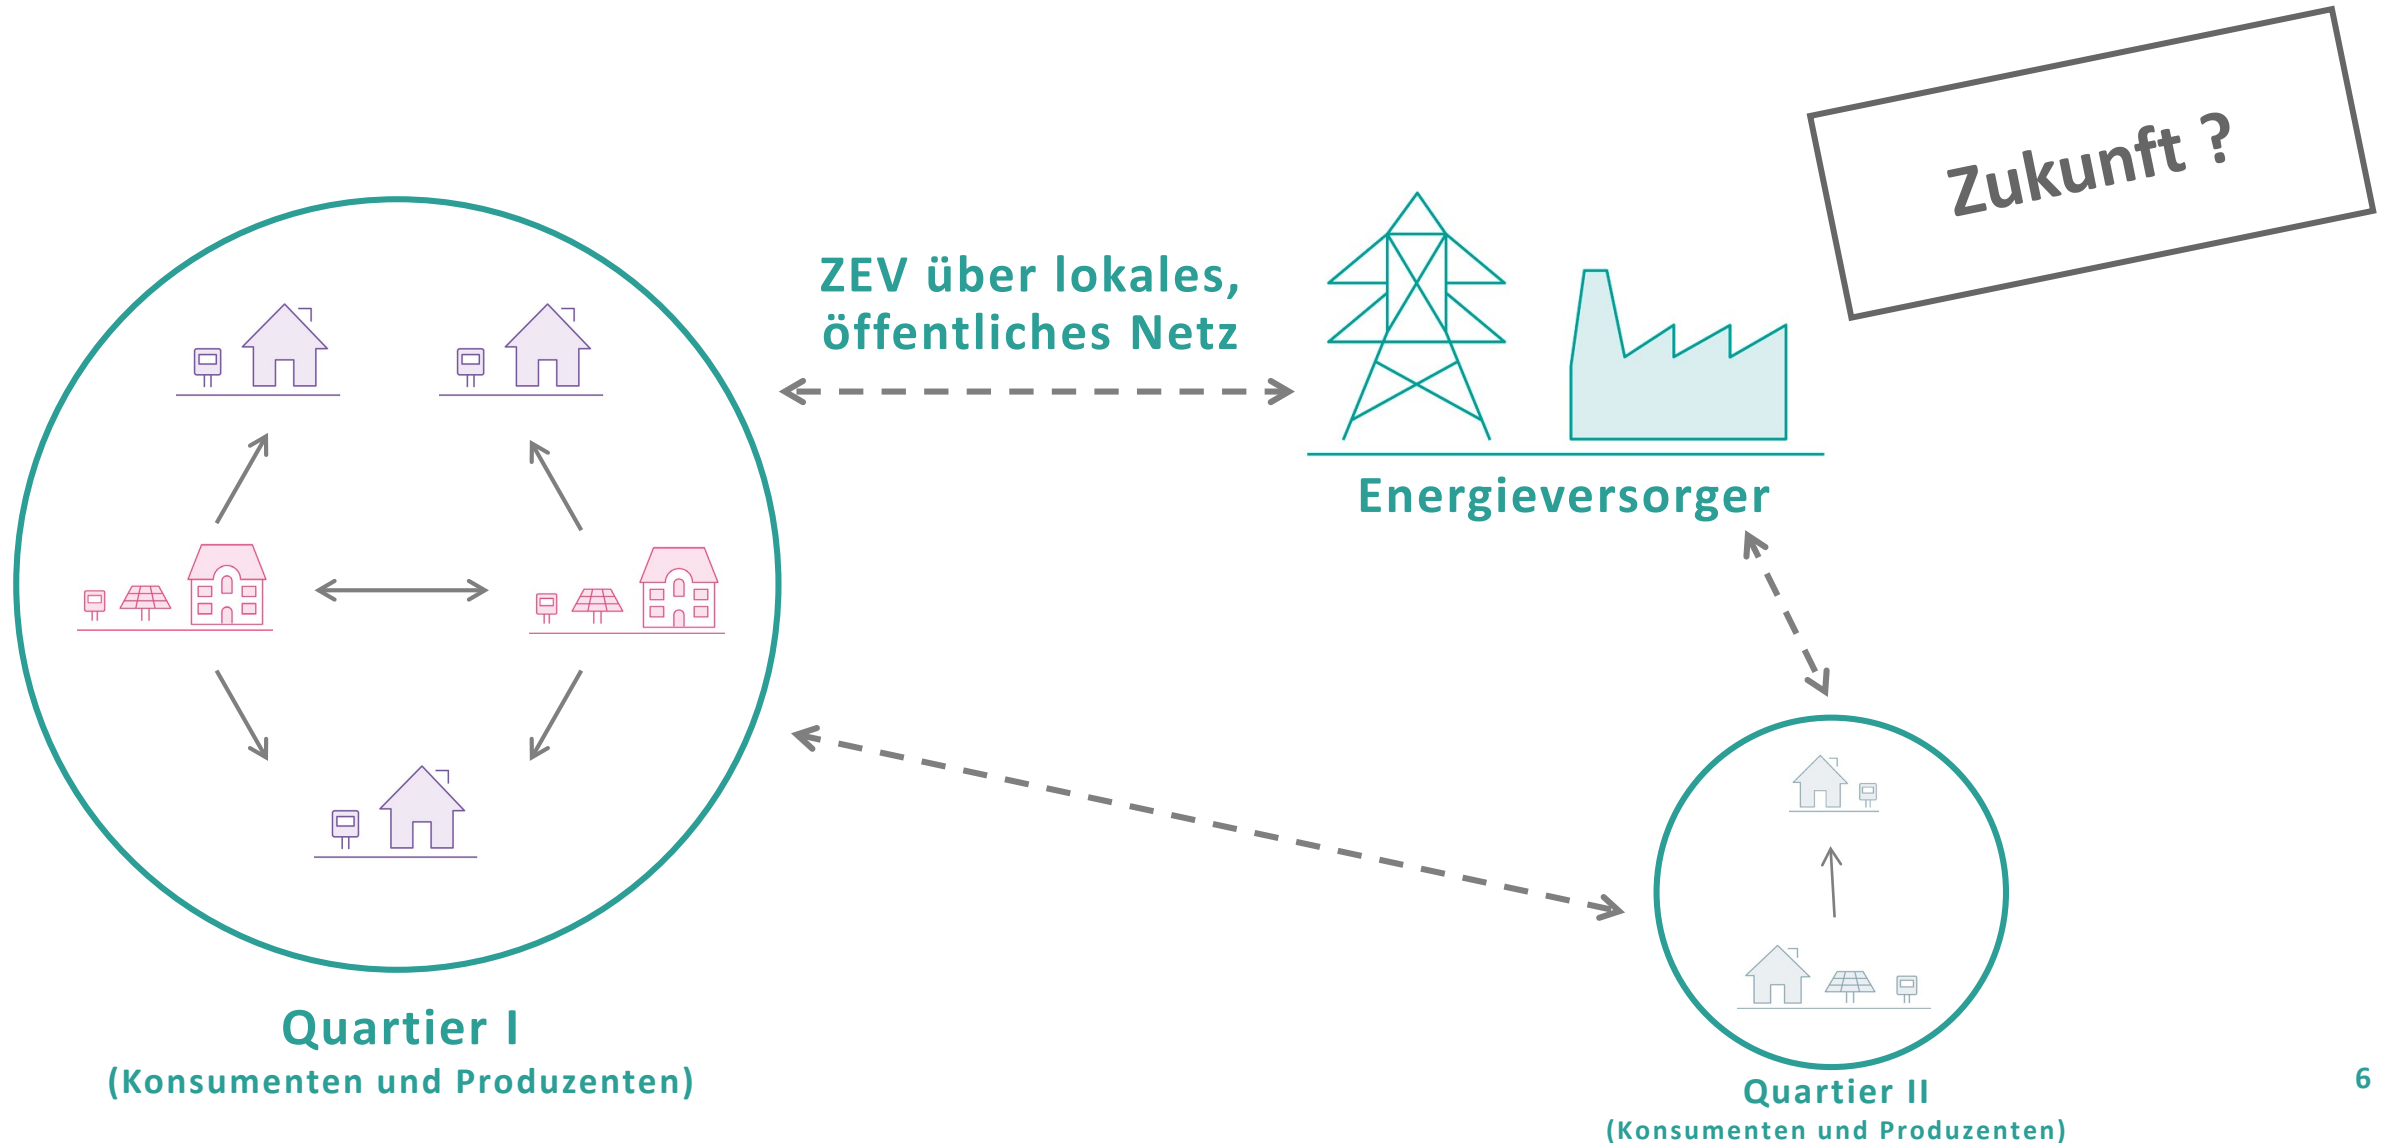 Zukunft ?
ZEV über lokales,
öffentliches Netz
Energieversorger
Quartier I
(Konsumenten und Produzenten)
Quartier II
(Konsumenten und Produzenten)
6